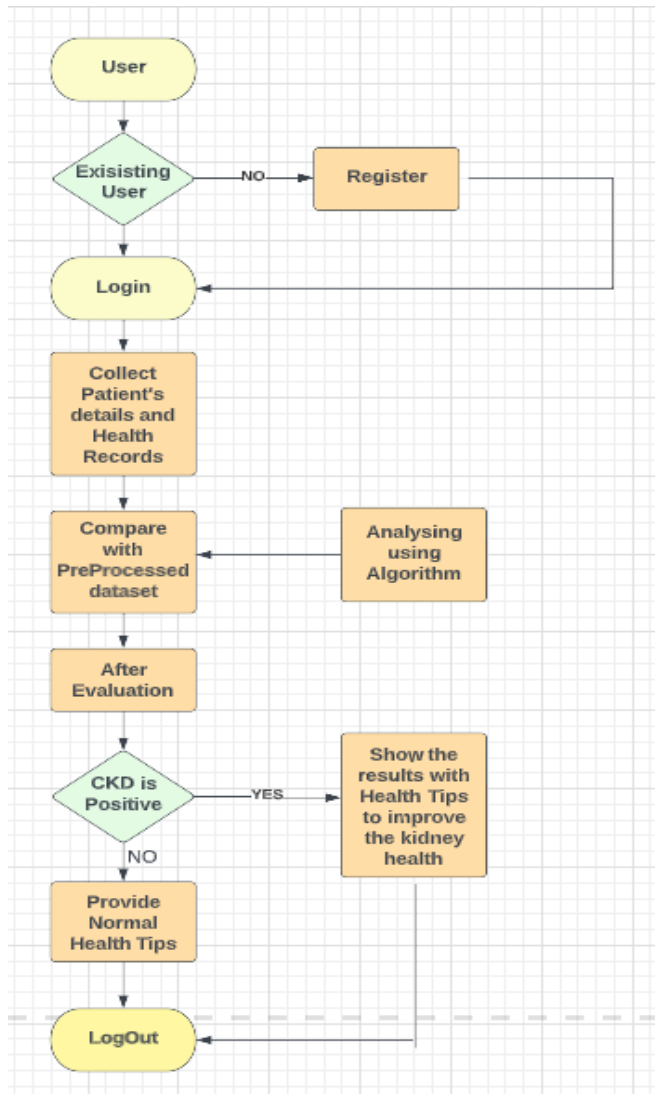 User
Exisisting
User
NO
Register
Login
Collect
Patient's
details and
Health
Records
Compare
with
PreProcessed
dataset
Analysing
using
Algorithm
After
Evaluation
CKD is
Positive
YES
Show the
results with
Health Tips
to improve
the kidney
health
NO
Provide
Normal
Health Tips
LogOut